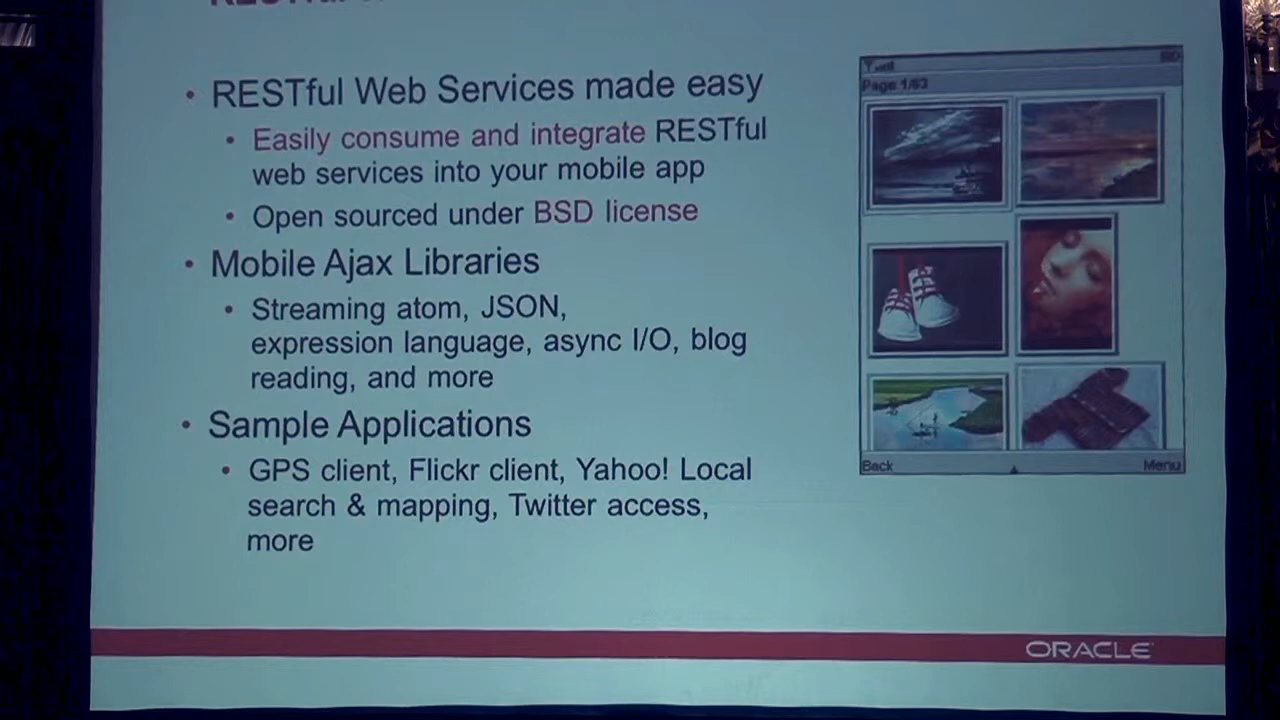 • RESTful Web Services made easy
• Easily consume and integrate RESTful
web services into your mobile app
• Open sourced under BSD license
• Mobile Ajax Libraries
• Streaming atom, JSON,
expression language, async I/O, blog
reading, and more
• Sample Applications
• GPS client, Flickr client, Yahoo! Local
search & mapping, Twitter access,
more
Page 1/63
Back
Menu
ORACLE